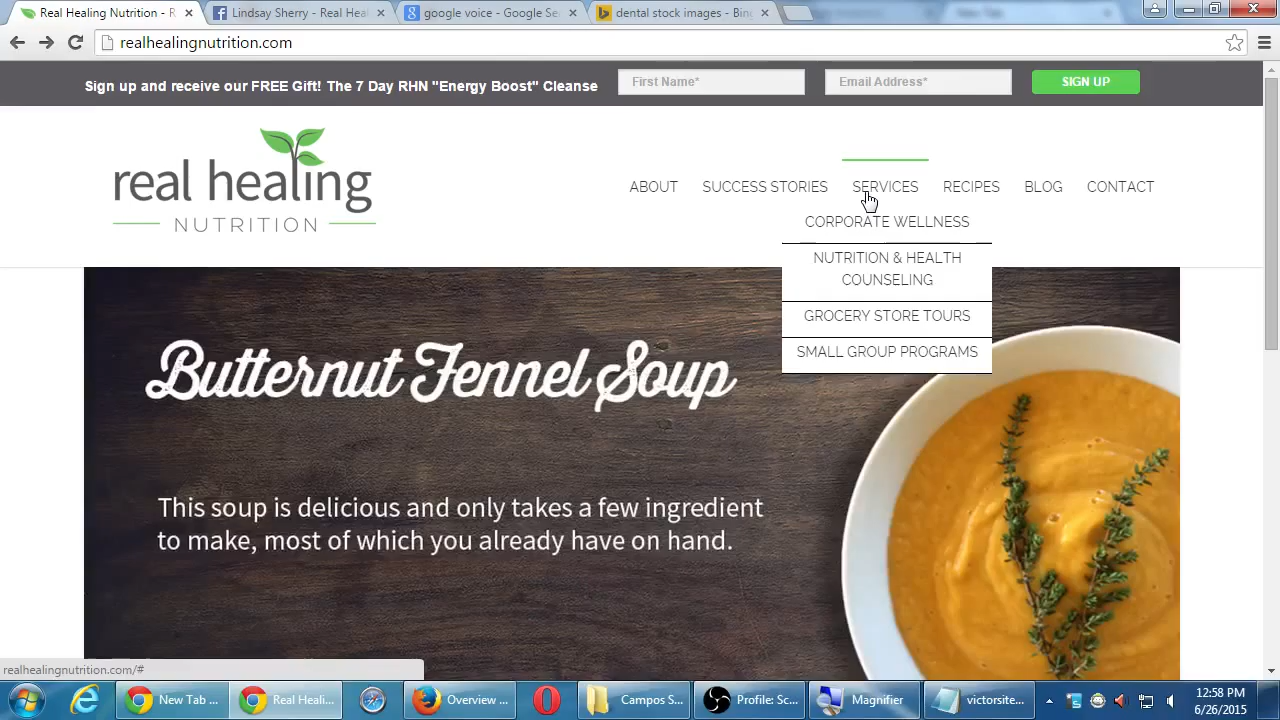 Real Healing Nutrition - R
Lindsay Sherry - Real Hea
google voice - Google Se
dental stock images - Bing
New Tab
realhealingnutrition.com
Sign up and receive our FREE Gift! The 7 Day RHN "Energy Boost" Cleanse
First Name*
Email Address*
SIGN UP
real healing
NUTRITION
ABOUT
SUCCESS STORIES
SERVICES
RECIPES
BLOG
CONTACT
CORPORATE WELLNESS
NUTRITION & HEALTH
COUNSELING
GROCERY STORE TOURS
SMALL GROUP PROGRAMS
Butternut Fennel Soup
This soup is delicious and only takes a few ingredient
to make, most of which you already have on hand.
realhealingnutrition.com/#
New Tab ...
Real Heali...
Overview ...
Campos S...
Profile: Sc...
Magnifier
victorsite...
12:58 PM
6/26/2015